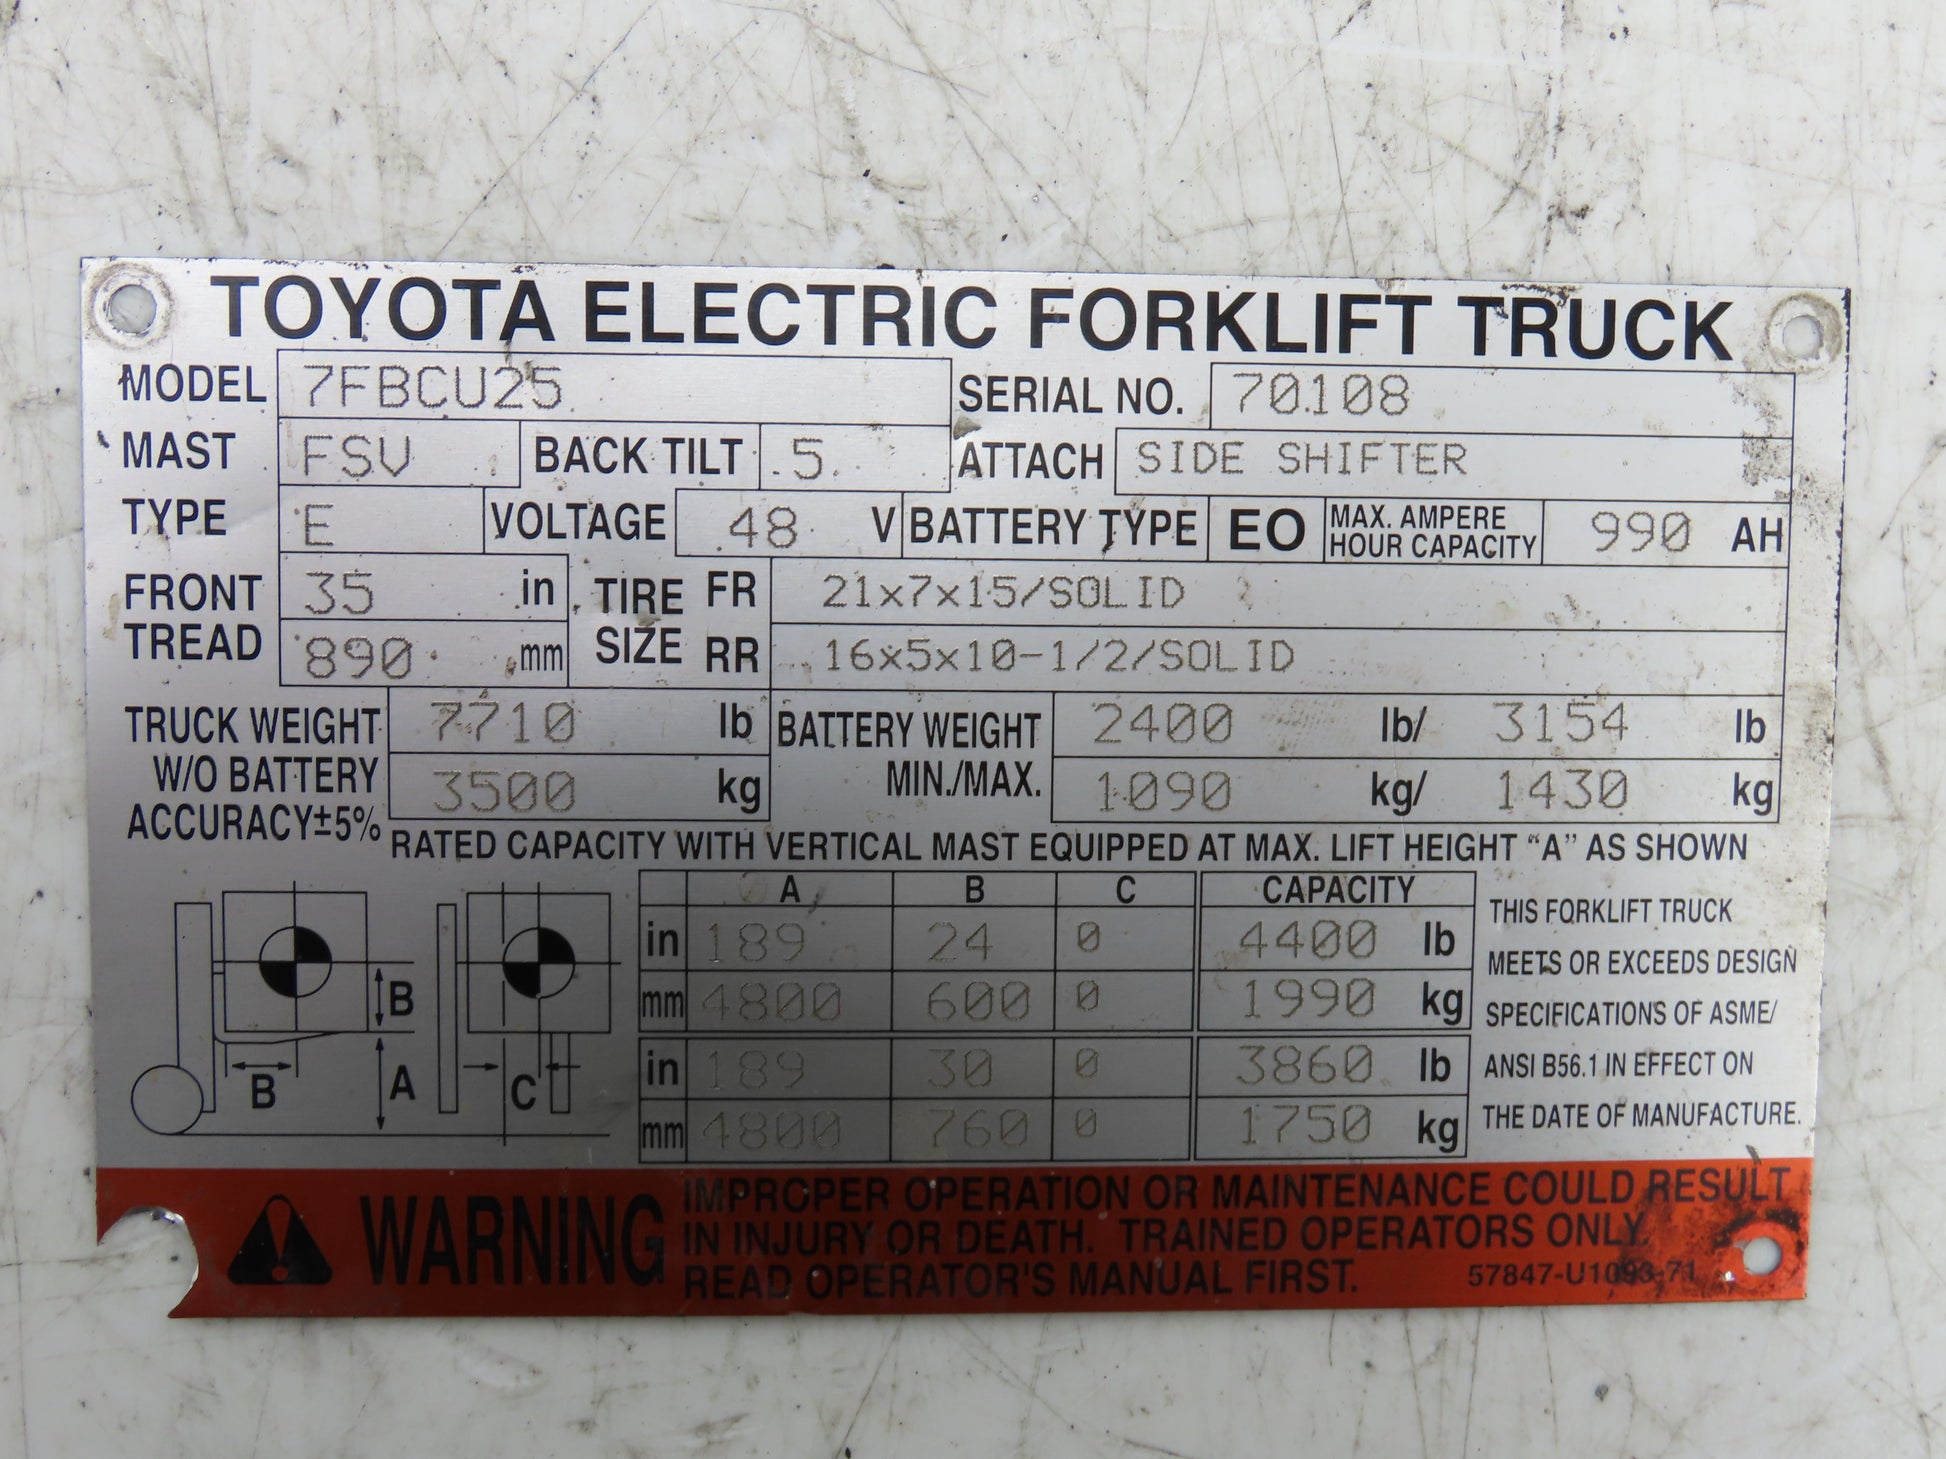 TOYOTA ELECTRIC FORKLIFT TRUCK
MODEL 7FBCU25 SERIAL NO. 70108
MAST FSV BACK TILT 5 ATTACH SIDE SHIFTER
TYPE E VOLTAGE 48 V BATTERY TYPE EO MAX. AMPERE HOUR CAPACITY 990 AH
FRONT TREAD 35 in TIRE SIZE FR 21x7x15/SOLID
890 mm RR 16x5x10-1/2/SOLID
TRUCK WEIGHT W/O BATTERY ACCURACY±5% 7710 lb BATTERY WEIGHT MIN./MAX. 2400 lb/ 3154 lb
3500 kg 1090 kg/ 1430 kg
RATED CAPACITY WITH VERTICAL MAST EQUIPPED AT MAX. LIFT HEIGHT “A” AS SHOWN
A B C CAPACITY
in 189 24 0 4400 lb
mm 4800 600 0 1990 kg
in 189 30 0 3860 lb
mm 4800 760 0 1750 kg
B
B
A
C
THIS FORKLIFT TRUCK
MEETS OR EXCEEDS DESIGN
SPECIFICATIONS OF ASME/
ANSI B56.1 IN EFFECT ON
THE DATE OF MANUFACTURE.
WARNING
IMPROPER OPERATION OR MAINTENANCE COULD RESULT
IN INJURY OR DEATH. TRAINED OPERATORS ONLY.
READ OPERATOR'S MANUAL FIRST. 57847-U1093-71